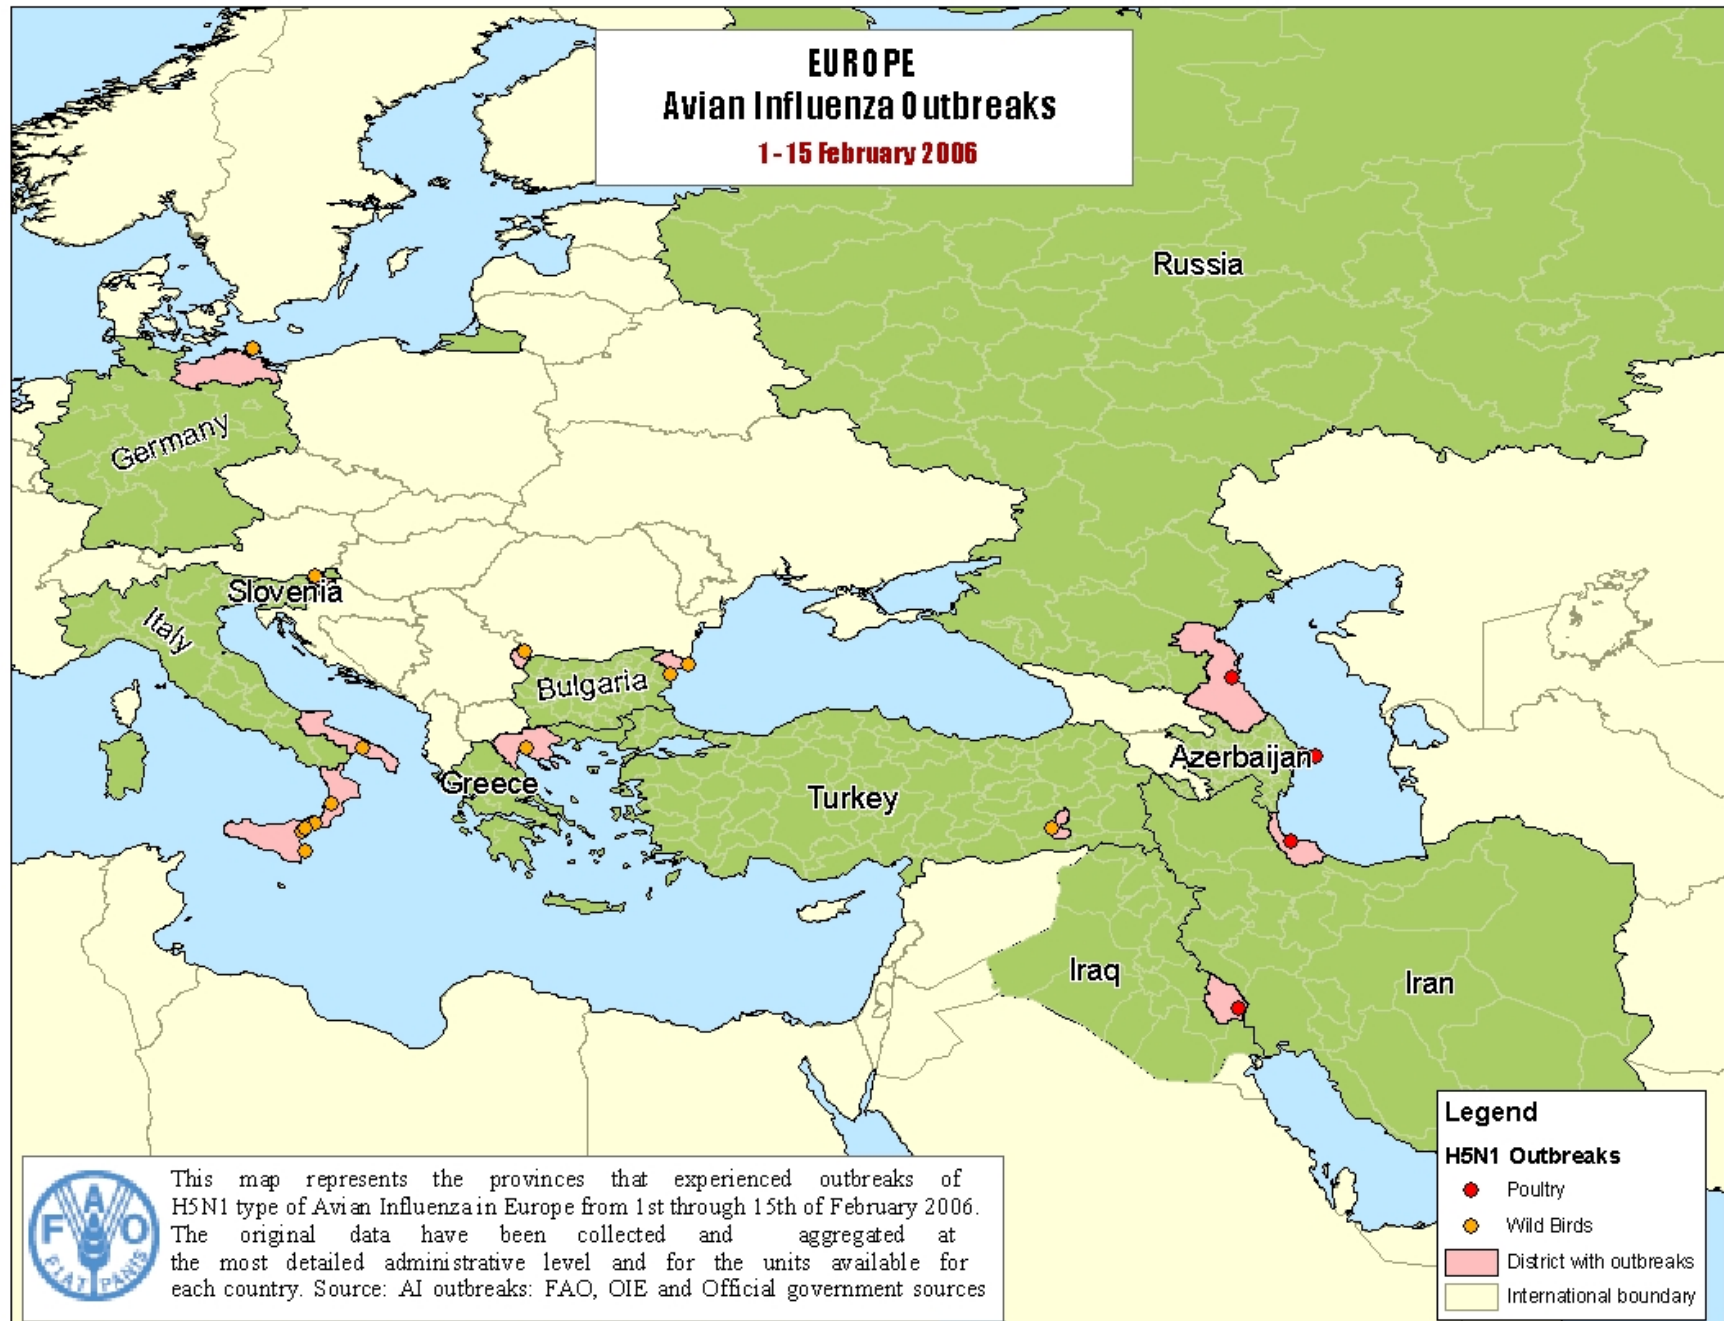 EUROPE
Avian Influenza Outbreaks
1-15 February 2006
Russia
Germany
Slovenia
Italy
Bulgaria
Greece
Turkey
Azerbaijan
Iraq
Iran
Legend
H5N1 Outbreaks
Poultry
Wild Birds
District with outbreaks
International boundary
This map represents the provinces that experienced outbreaks of
H5N1 type of Avian Influenza in Europe from 1st through 15th of February 2006.
The original data have been collected and aggregated at
the most detailed administrative level and for the units available for
each country. Source: AI outbreaks: FAO, OIE and Official government sources
F A O
FIAT PANIS